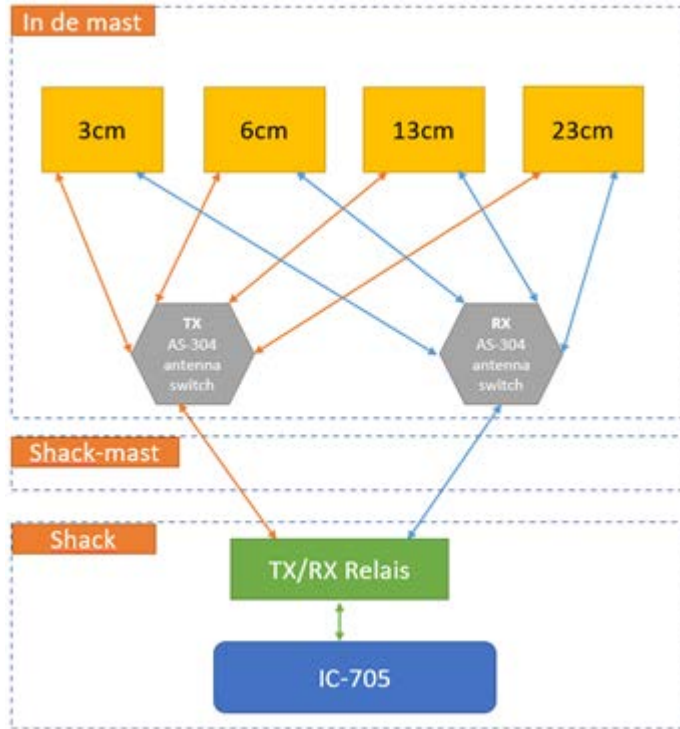 In de mast
3cm
6cm
13cm
23cm
TX
AS-304
antenna
switch
RX
AS-304
antenna
switch
Shack-mast
Shack
TX/RX Relais
IC-705